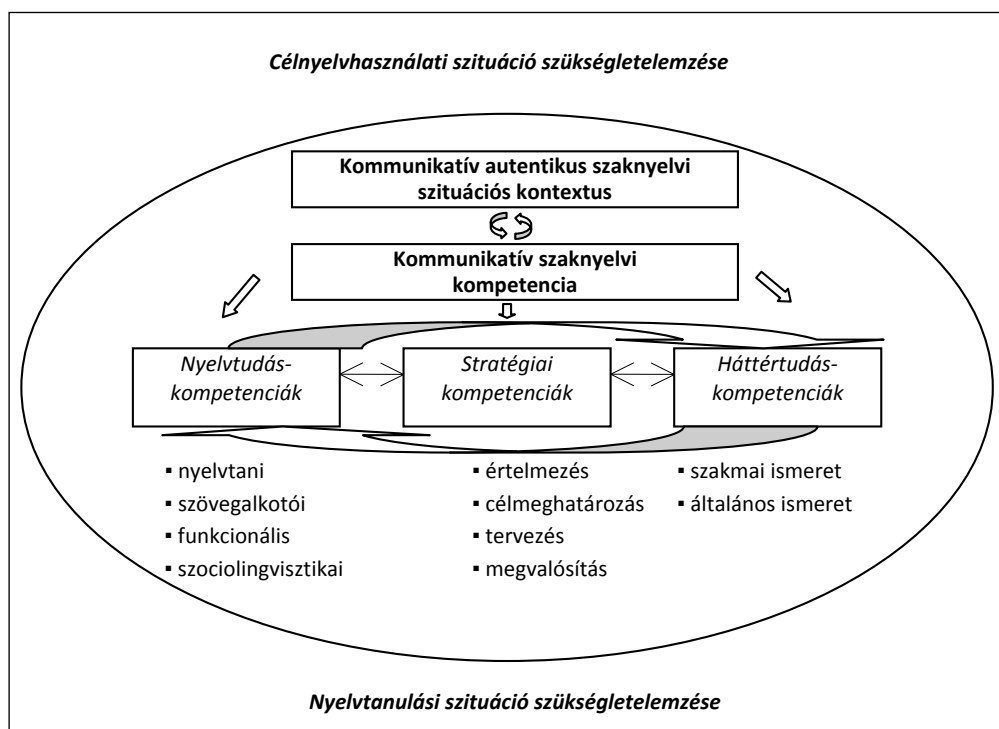 Célnyelvhasználati szituáció szükségletelemzése
Kommunikatív autentikus szaknyelvi
szituációs kontextus
Kommunikatív szaknyelvi
kompetencia
Nyelvtudás-
kompetenciák
Stratégiai
kompetenciák
Háttértudás-
kompetenciák
▪ nyelvtani
▪ szövegalkotói
▪ funkcionális
▪ szociolingvisztikai
▪ értelmezés
▪ célmeghatározás
▪ tervezés
▪ megvalósítás
▪ szakmai ismeret
▪ általános ismeret
Nyelvtanulási szituáció szükségletelemzése